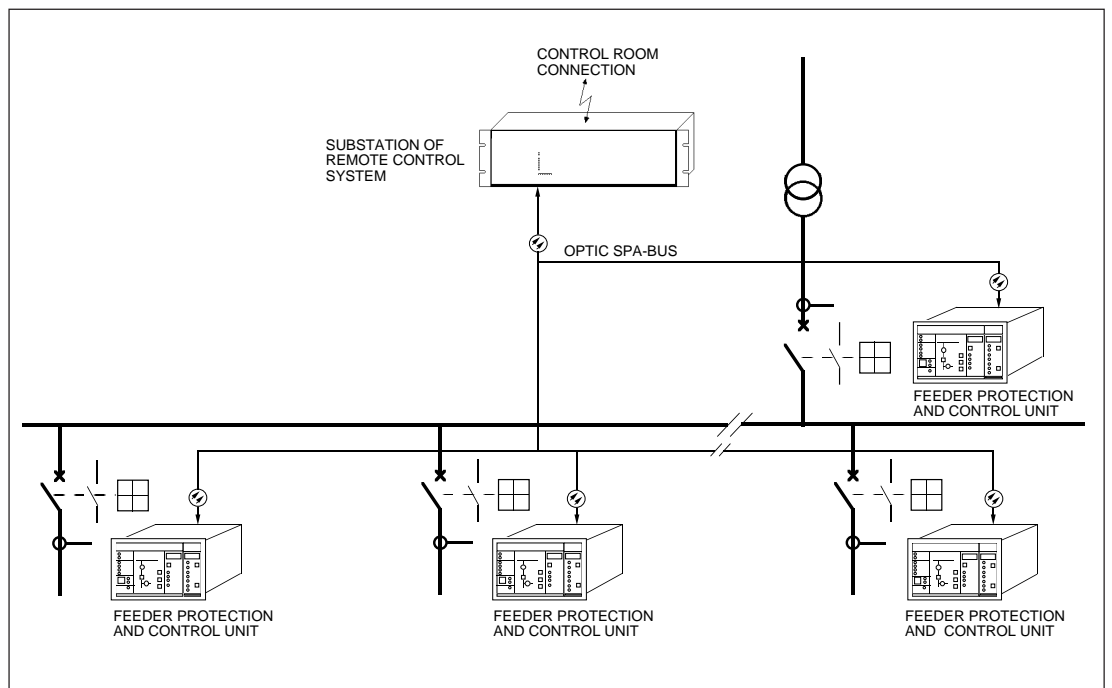 CONTROL ROOM
CONNECTION
SUBSTATION OF
REMOTE CONTROL
SYSTEM
OPTIC SPA-BUS
FEEDER PROTECTION
AND CONTROL UNIT
FEEDER PROTECTION
AND CONTROL UNIT
FEEDER PROTECTION
AND CONTROL UNIT
FEEDER PROTECTION
AND CONTROL UNIT